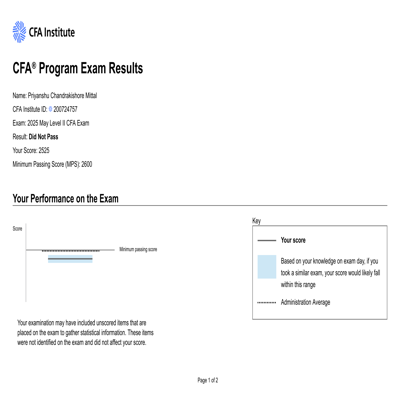 CFA Institute
CFA® Program Exam Results
Name: Priyanshu Chandrakishore Mittal
CFA Institute ID: 200724757
Exam: 2025 May Level II CFA Exam
Result: Did Not Pass
Your Score: 2525
Minimum Passing Score (MPS): 2600
Your Performance on the Exam
Score
Minimum passing score
Your examination may have included unscored items that are
placed on the exam to gather statistical information. These items
were not identified on the exam and did not affect your score.
Key
Your score
Based on your knowledge on exam day, if you
took a similar exam, your score would likely fall
within this range
Administration Average
Page 1 of 2